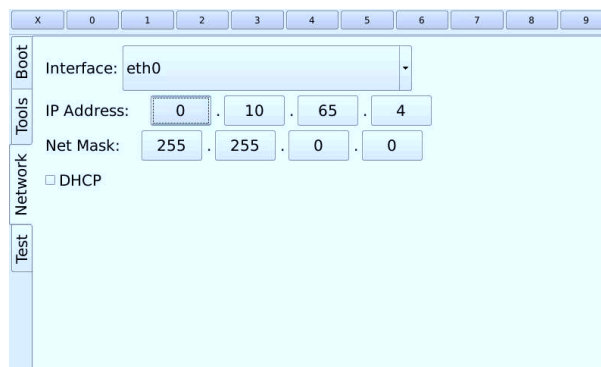 X 0 1 2 3 4 5 6 7 8 9
Boot
Tools
Network
Test
Interface: eth0
IP Address: 0 . 10 . 65 . 4
Net Mask: 255 . 255 . 0 . 0
DHCP